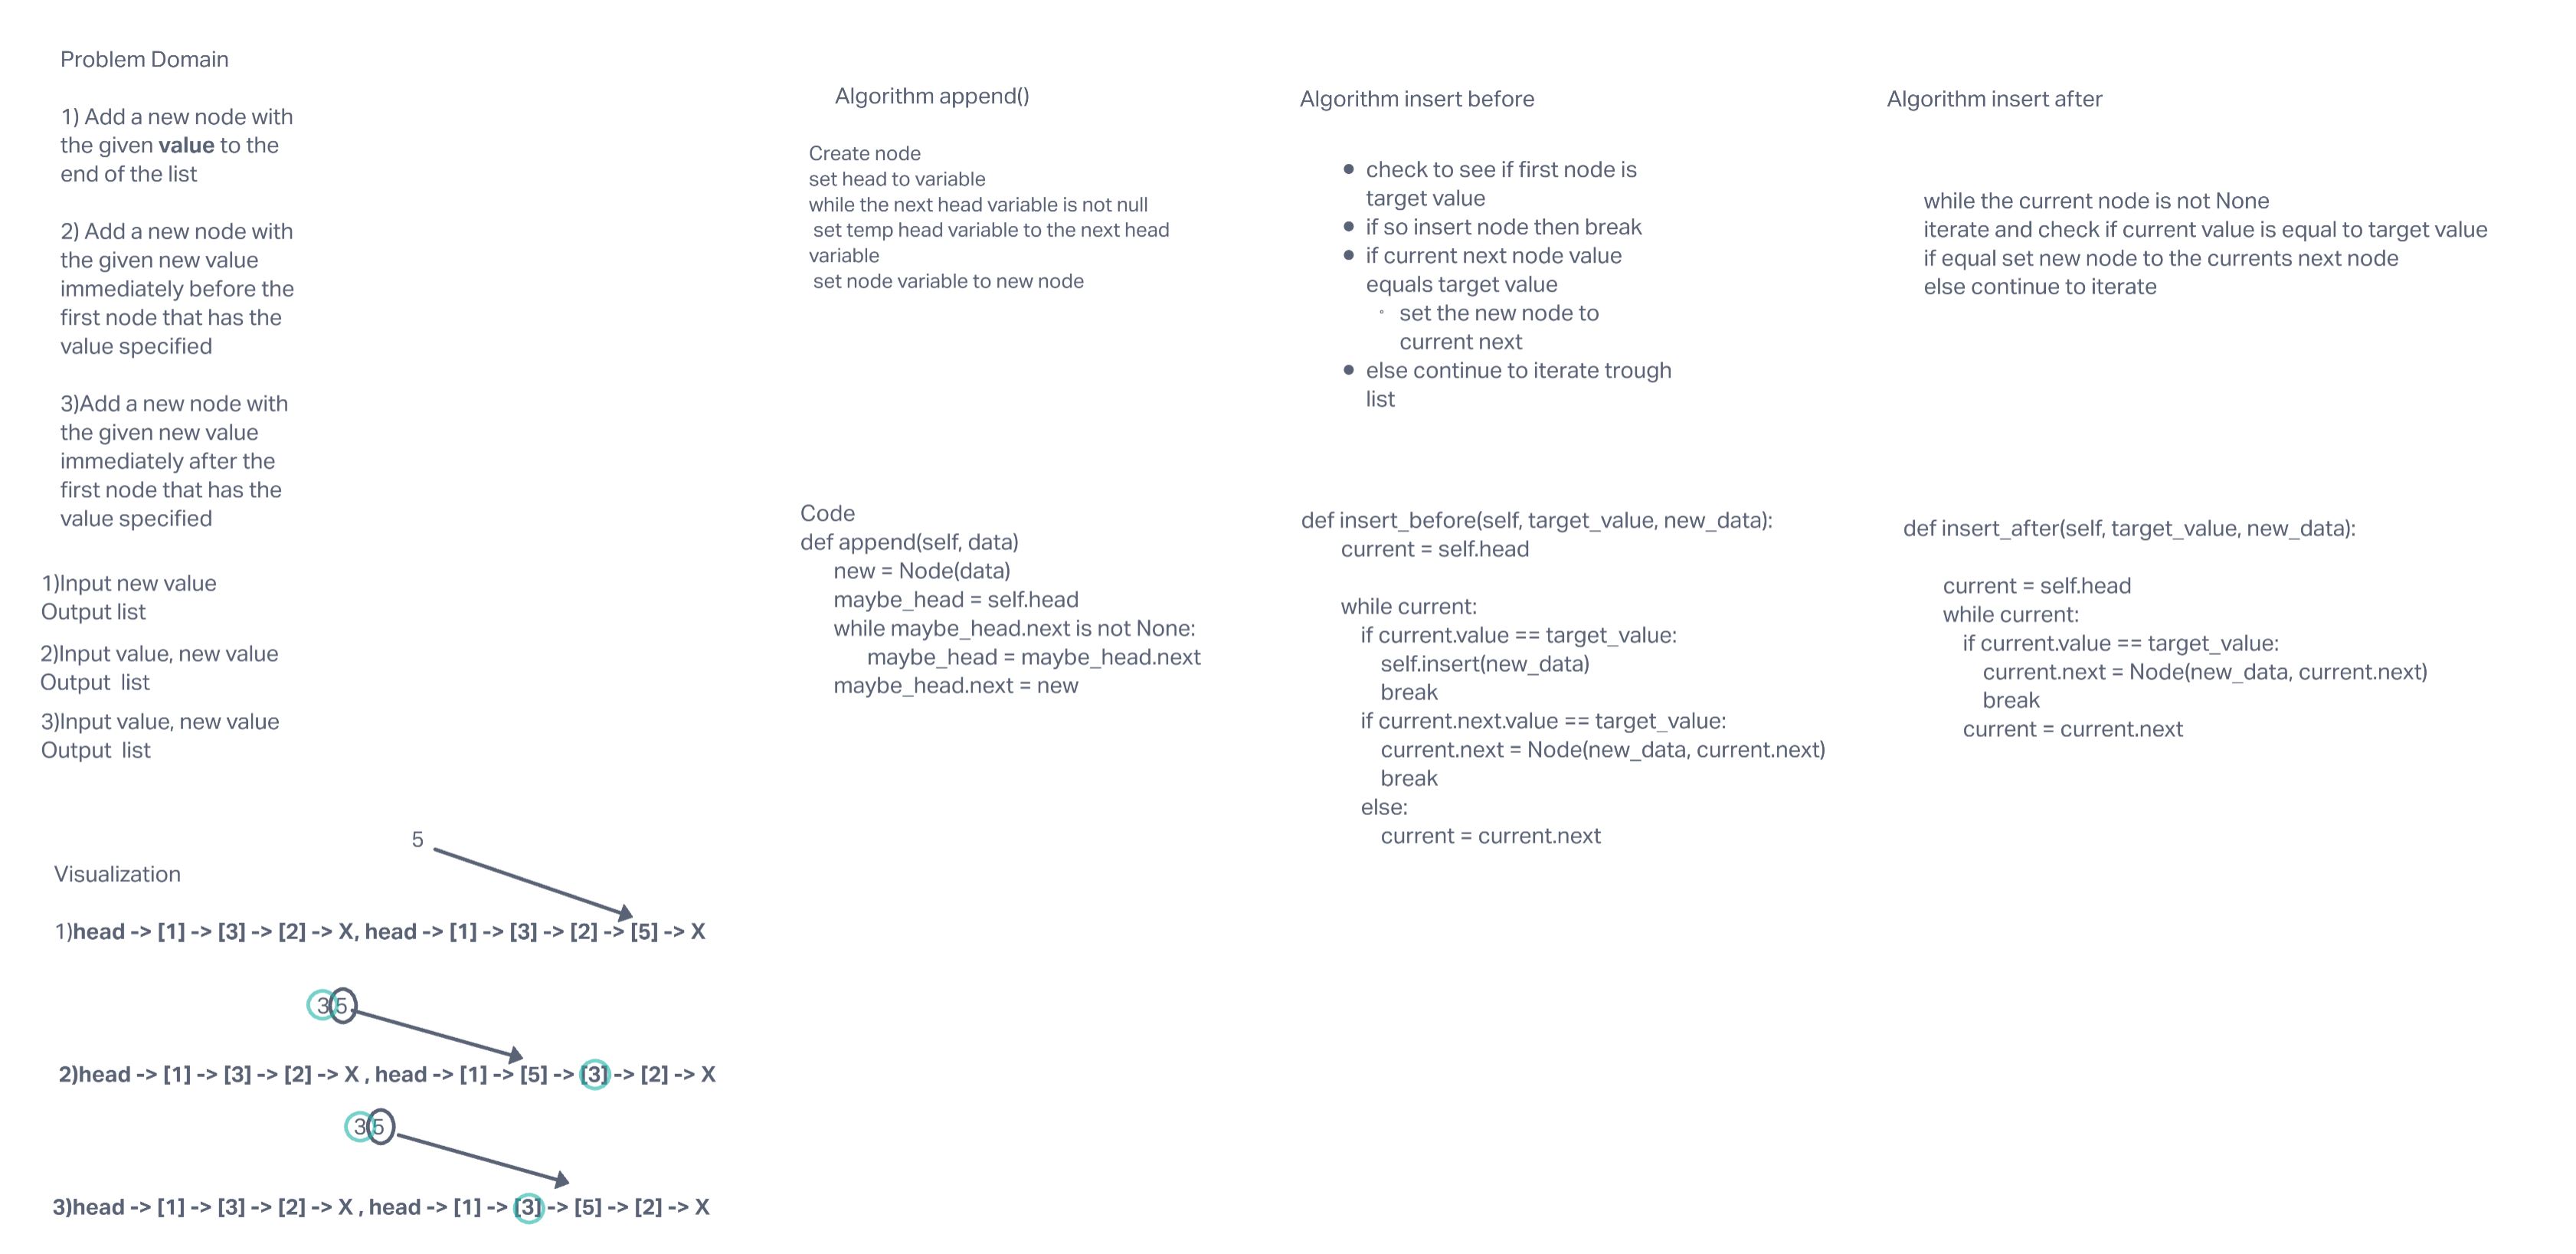 Problem Domain
1) Add a new node with
the given value to the
end of the list
2) Add a new node with
the given new value
immediately before the
first node that has the
value specified
3)Add a new node with
the given new value
immediately after the
first node that has the
value specified
1)Input new value
Output list
2)Input value, new value
Output  list
3)Input value, new value
Output  list
5
Visualization
1)head -> [1] -> [3] -> [2] -> X, head -> [1] -> [3] -> [2] -> [5] -> X
35
2)head -> [1] -> [3] -> [2] -> X , head -> [1] -> [5] -> [3] -> [2] -> X
35
3)head -> [1] -> [3] -> [2] -> X , head -> [1] -> [3] -> [5] -> [2] -> X
Algorithm append()
Create node
set head to variable
while the next head variable is not null
set temp head variable to the next head
variable
set node variable to new node
Code
def append(self, data)
new = Node(data)
maybe_head = self.head
while maybe_head.next is not None:
maybe_head = maybe_head.next
maybe_head.next = new
Algorithm insert before
• check to see if first node is
target value
• if so insert node then break
• if current next node value
equals target value
◦ set the new node to
current next
• else continue to iterate trough
list
def insert_before(self, target_value, new_data):
current = self.head
while current:
if current.value == target_value:
self.insert(new_data)
break
if current.next.value == target_value:
current.next = Node(new_data, current.next)
break
else:
current = current.next
Algorithm insert after
while the current node is not None
iterate and check if current value is equal to target value
if equal set new node to the currents next node
else continue to iterate
def insert_after(self, target_value, new_data):
current = self.head
while current:
if current.value == target_value:
current.next = Node(new_data, current.next)
break
current = current.next